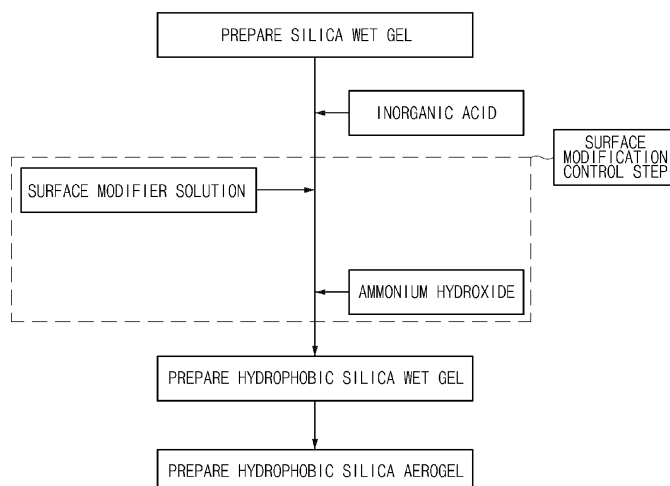 PREPARE SILICA WET GEL
INORGANIC ACID
SURFACE
MODIFICATION
CONTROL STEP
SURFACE MODIFIER SOLUTION
AMMONIUM HYDROXIDE
PREPARE HYDROPHOBIC SILICA WET GEL
PREPARE HYDROPHOBIC SILICA AEROGEL